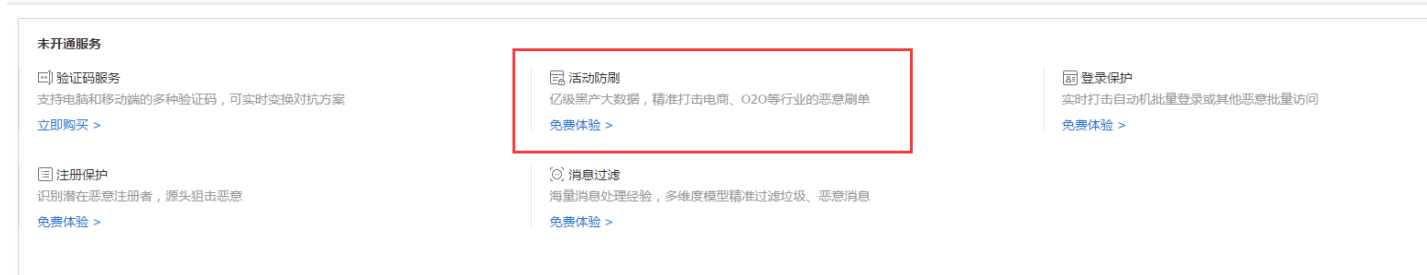 未开通服务
验证码服务
支持电脑和移动端的多种验证码，可实时变换对抗方案
立即购买 >
活动防刷
亿级黑产大数据，精准打击电商、O2O等行业的恶意刷单
免费体验 >
登录保护
实时打击自动机批量登录或其他恶意批量访问
免费体验 >
注册保护
识别潜在恶意注册者，源头狙击恶意
免费体验 >
消息过滤
海量消息处理经验，多维度模型精准过滤垃圾、恶意消息
免费体验 >